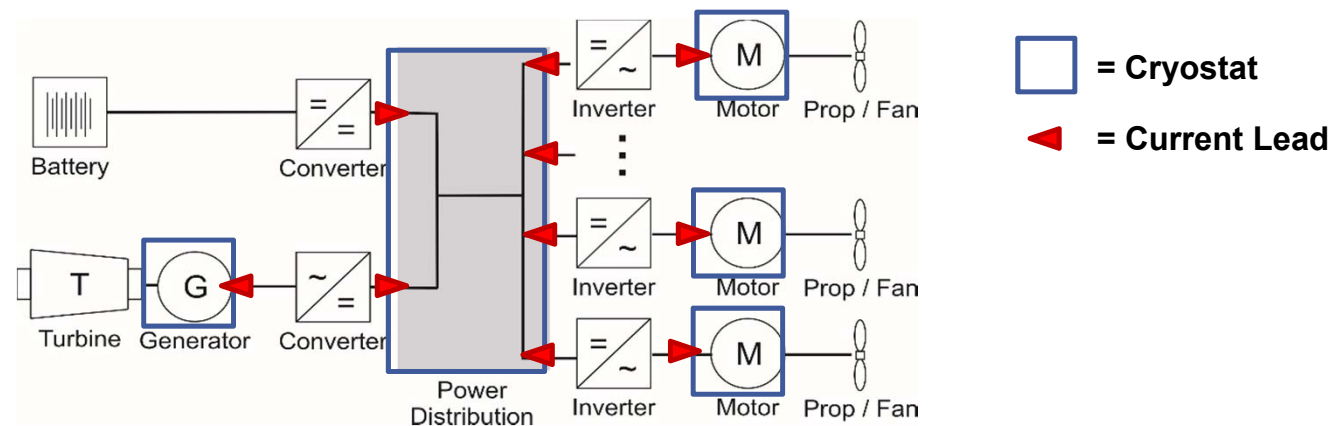 =
~
M
Inverter
Motor
Prop / Fan
Battery
=
=
Converter
T
Turbine
G
Generator
~
=
Converter
Power
Distribution
=
~
M
Inverter
Motor
Prop / Fan
=
~
M
Inverter
Motor
Prop / Fan
= Cryostat
= Current Lead